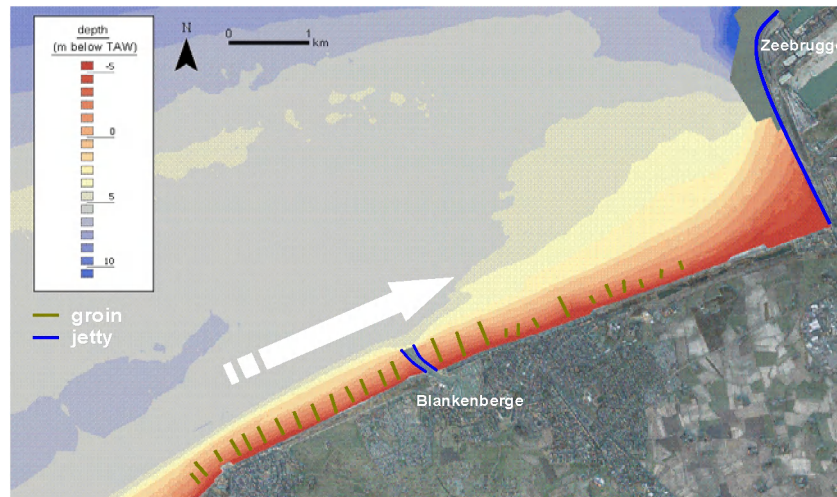 depth
(m below TAW)
-5
0
5
10
N
0 1
km
Zeebrugge
groin
jetty
Blankenberge